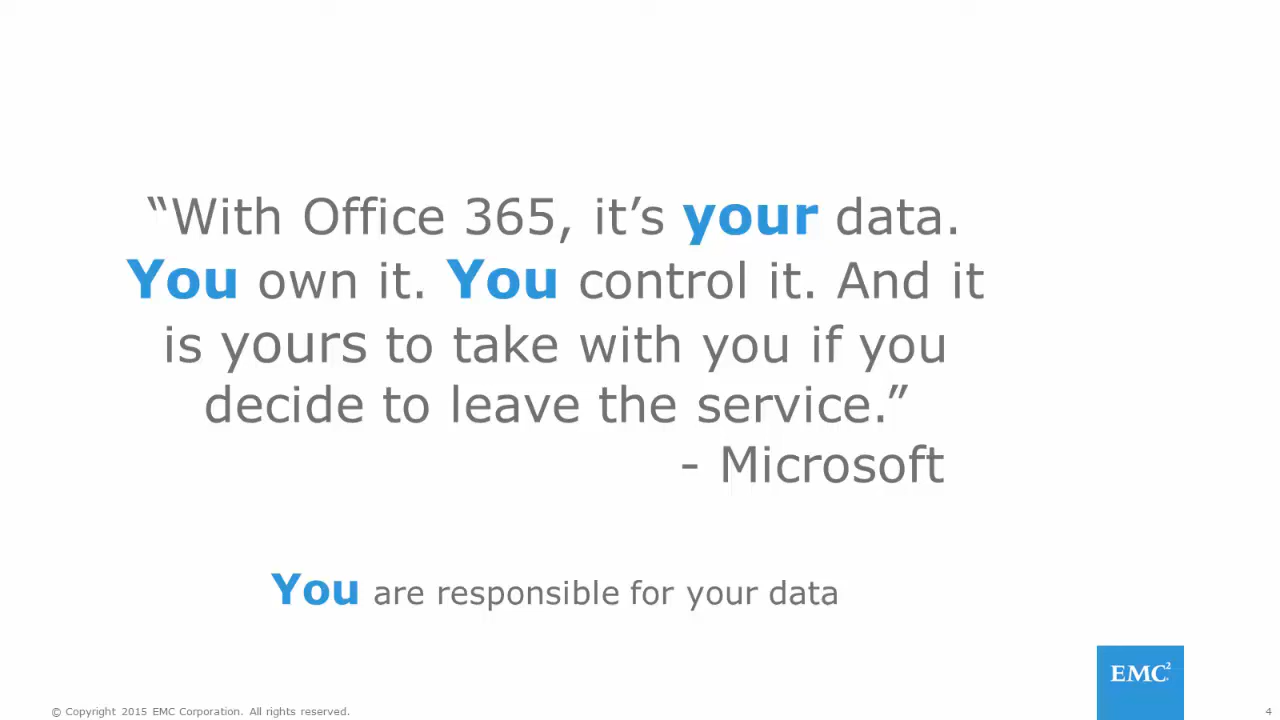 “With Office 365, it’s your data.
You own it. You control it. And it
is yours to take with you if you
decide to leave the service.”
- Microsoft
You are responsible for your data
EMC²
© Copyright 2015 EMC Corporation. All rights reserved.
4